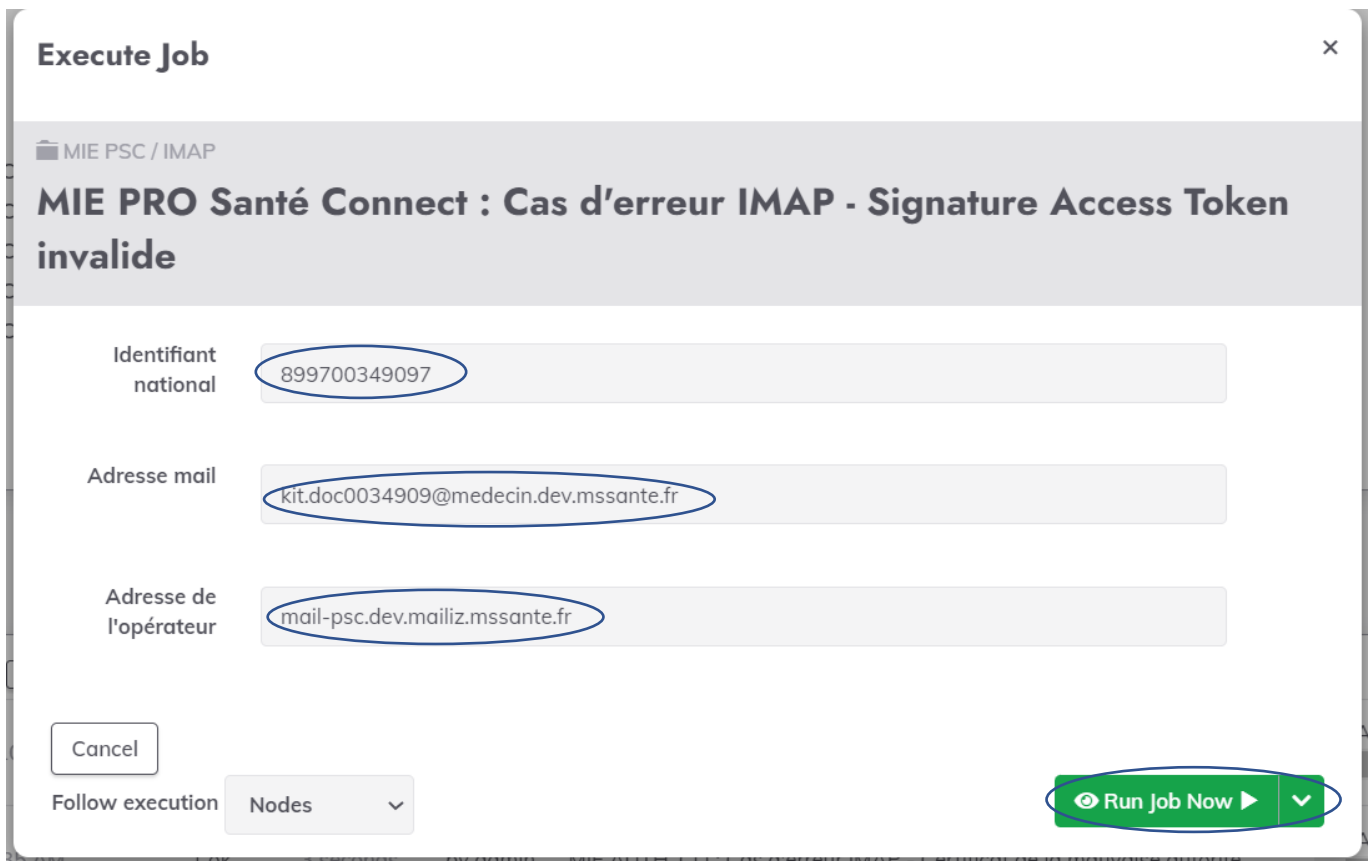 Execute Job
×
MIE PSC / IMAP
MIE PRO Santé Connect : Cas d'erreur IMAP - Signature Access Token
invalide
Identifiant
national
899700349097
Adresse mail
kit.doc0034909@medecin.dev.mssante.fr
Adresse de
l'opérateur
mail-psc.dev.mailiz.mssante.fr
Cancel
Follow execution Nodes
Run Job Now